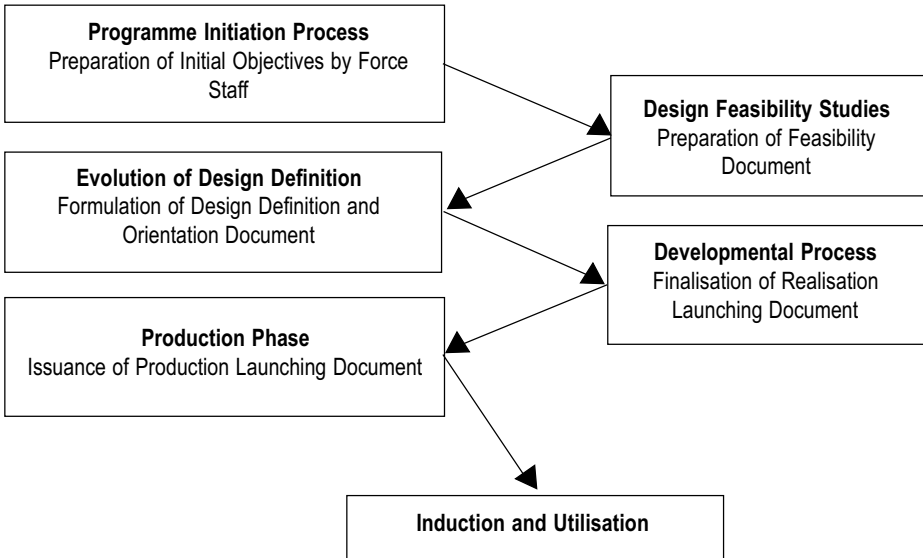 Programme Initiation Process
Preparation of Initial Objectives by Force
Staff
Design Feasibility Studies
Preparation of Feasibility
Document
Evolution of Design Definition
Formulation of Design Definition and
Orientation Document
Developmental Process
Finalisation of Realisation
Launching Document
Production Phase
Issuance of Production Launching Document
Induction and Utilisation